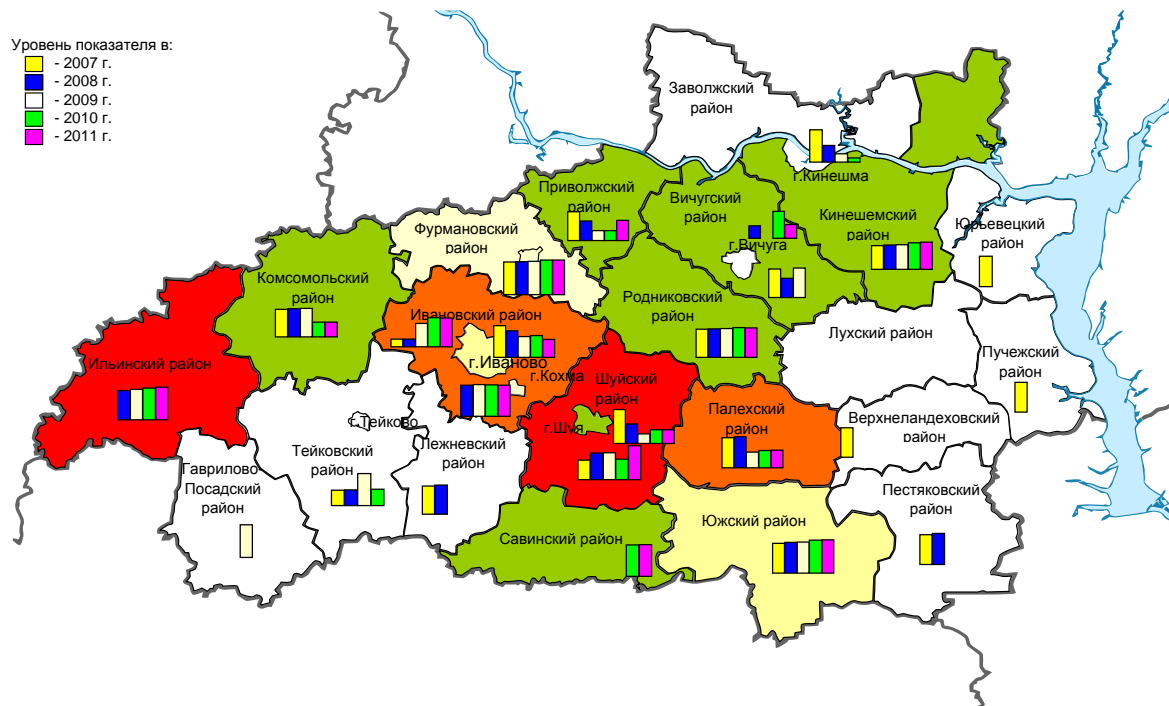 Уровень показателя в:
- 2007 г.
- 2008 г.
- 2009 г.
- 2010 г.
- 2011 г.
Заволжский
район
г.Кинешма
Приволжский
район
Вичугский
район
Кинешемский
район
Юрьевецкий
район
Фурмановский
район
г.Вичуга
Комсомольский
район
Родниковский
район
Ивановский район
Лухский район
Пучежский
район
Ильинский район
г.Иваново
г.Кохма
Шуйский
район
Палехский
район
Верхнеландеховский
район
г.Тейково
г.Шуя
Тейковский
район
Лежневский
район
Гаврилово
Посадский
район
Пестяковский
район
Южский район
Савинский район